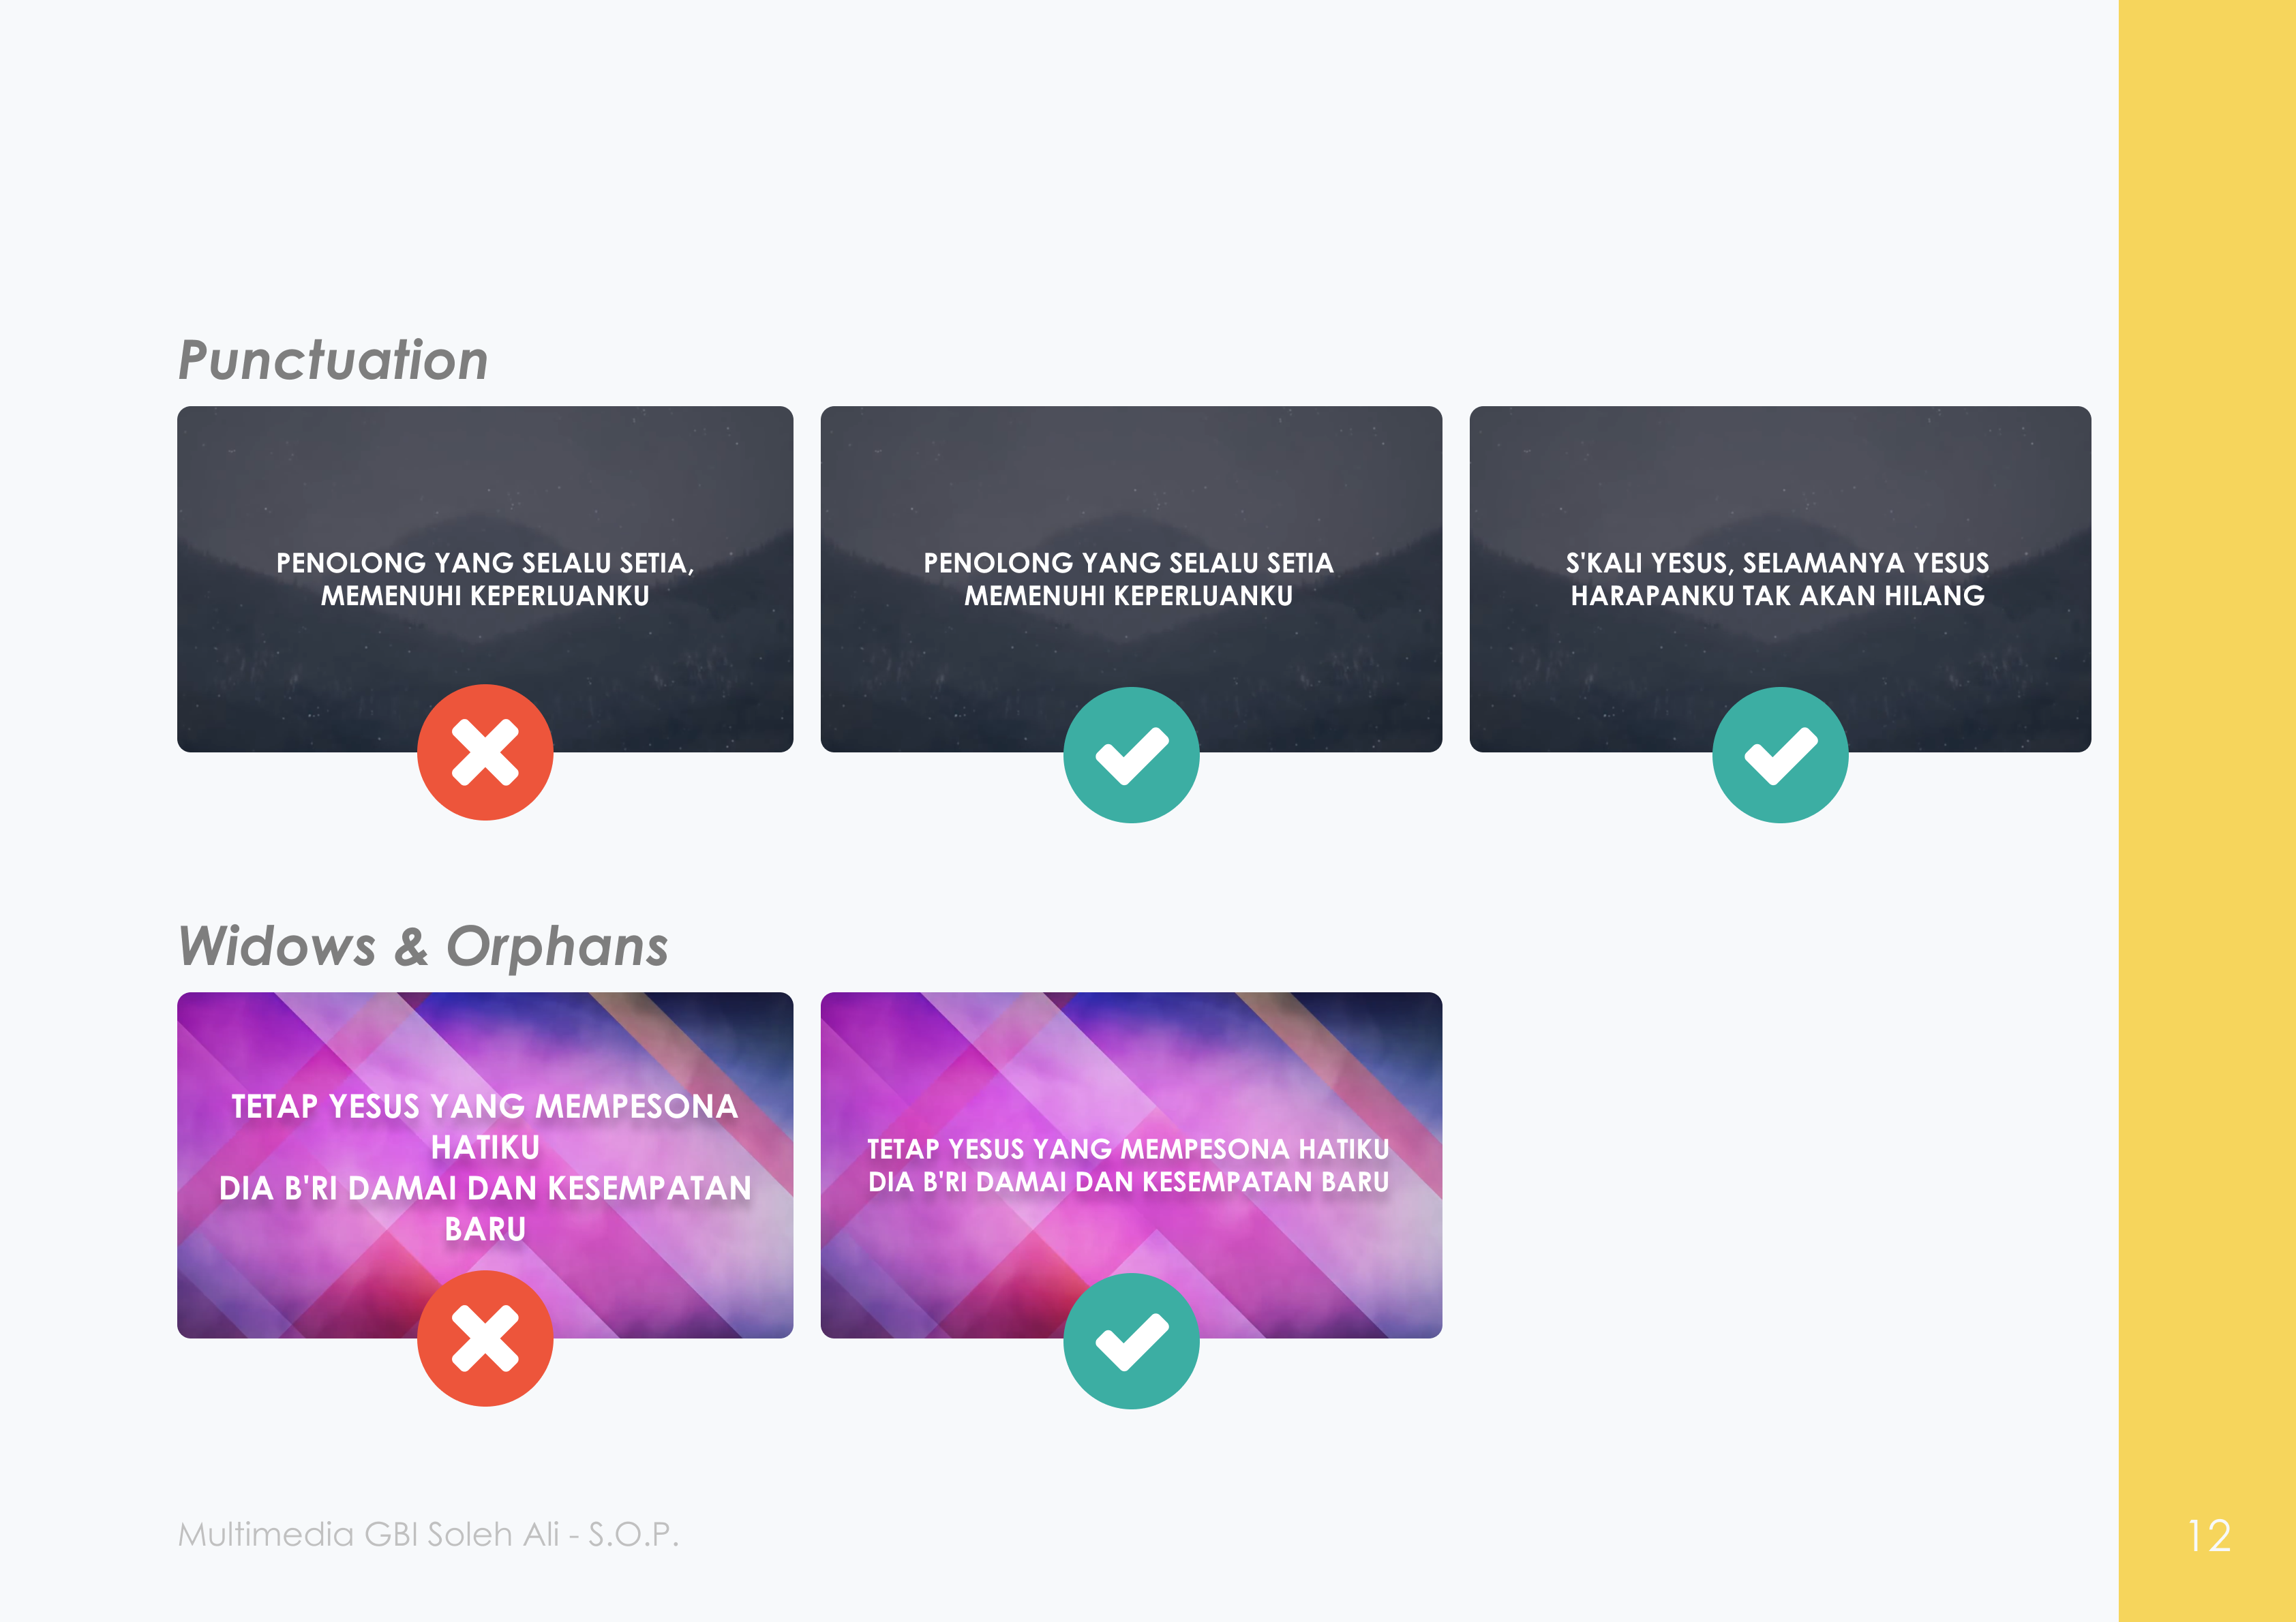 Punctuation
PENOLONG YANG SELALU SETIA,
MEMENUHI KEPERLUANKU
PENOLONG YANG SELALU SETIA
MEMENUHI KEPERLUANKU
S'KALI YESUS, SELAMANYA YESUS
HARAPANKU TAK AKAN HILANG
Widows & Orphans
TETAP YESUS YANG MEMPESONA
HATIKU
DIA B'RI DAMAI DAN KESEMPATAN
BARU
TETAP YESUS YANG MEMPESONA HATIKU
DIA B'RI DAMAI DAN KESEMPATAN BARU
Multimedia GBI Soleh Ali - S.O.P.
12